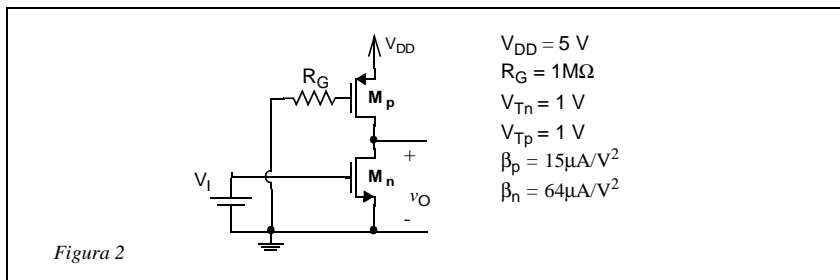 V_DD
R_G
M_p
+
V_I
M_n
v_O
-
V_DD = 5 V
R_G = 1MΩ
V_Tn = 1 V
V_Tp = 1 V
β_p = 15μA/V²
β_n = 64μA/V²
Figura 2